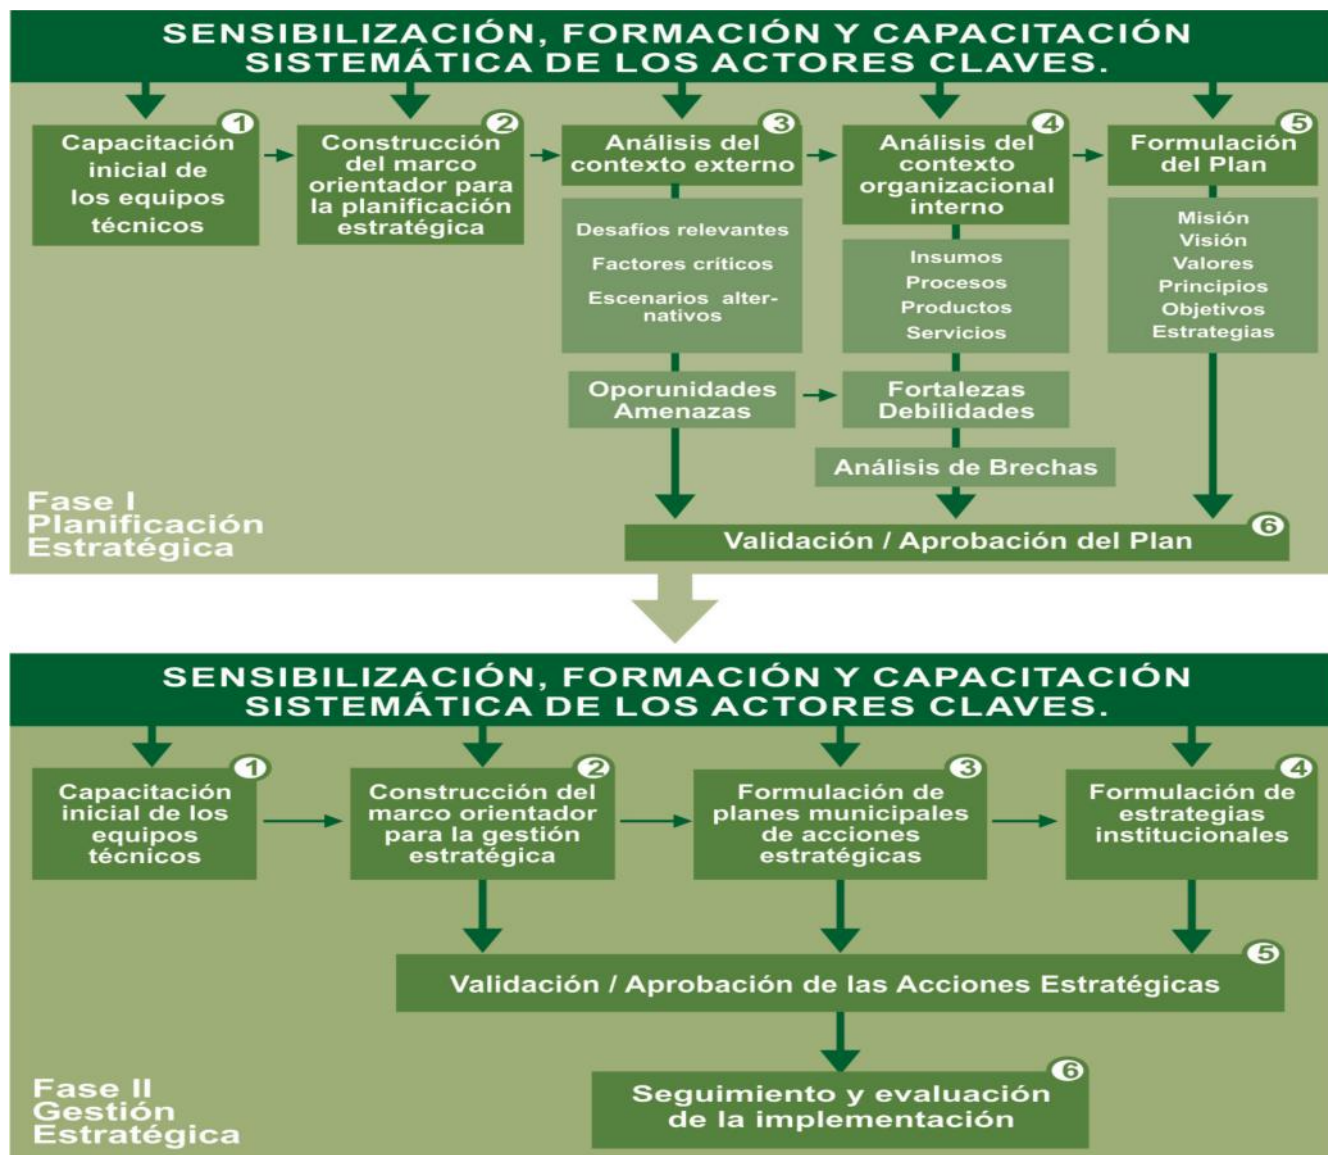 SENSIBILIZACIÓN, FORMACIÓN Y CAPACITACIÓN
SISTEMÁTICA DE LOS ACTORES CLAVES.
1
Capacitación
inicial de
los equipos
técnicos
2
Construcción
del marco
orientador para
la planificación
estratégica
3
Análisis del
contexto externo
Desafíos relevantes
Factores críticos
Escenarios alter-
nativos
Oporunidades
Amenazas
4
Análisis del
contexto
organizacional
interno
Insumos
Procesos
Productos
Servicios
Fortalezas
Debilidades
Análisis de Brechas
5
Formulación
del Plan
Misión
Visión
Valores
Principios
Objetivos
Estrategias
6
Validación / Aprobación del Plan
Fase I
Planificación
Estratégica
SENSIBILIZACIÓN, FORMACIÓN Y CAPACITACIÓN
SISTEMÁTICA DE LOS ACTORES CLAVES.
1
Capacitación
inicial de los
equipos
técnicos
2
Construcción del
marco orientador
para la gestión
estratégica
3
Formulación de
planes municipales
de acciones
estratégicas
4
Formulación de
estrategias
institucionales
5
Validación / Aprobación de las Acciones Estratégicas
6
Seguimiento y evaluación
de la implementación
Fase II
Gestión
Estratégica